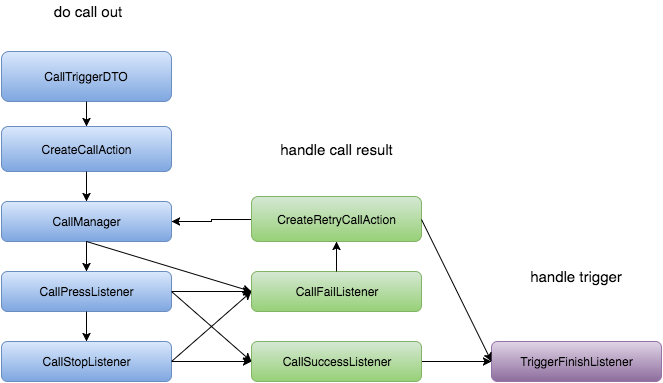 do call out
CallTriggerDTO
CreateCallAction
handle call result
CallManager
CreateRetryCallAction
CallPressListener
CallFailListener
handle trigger
CallStopListener
CallSuccessListener
TriggerFinishListener